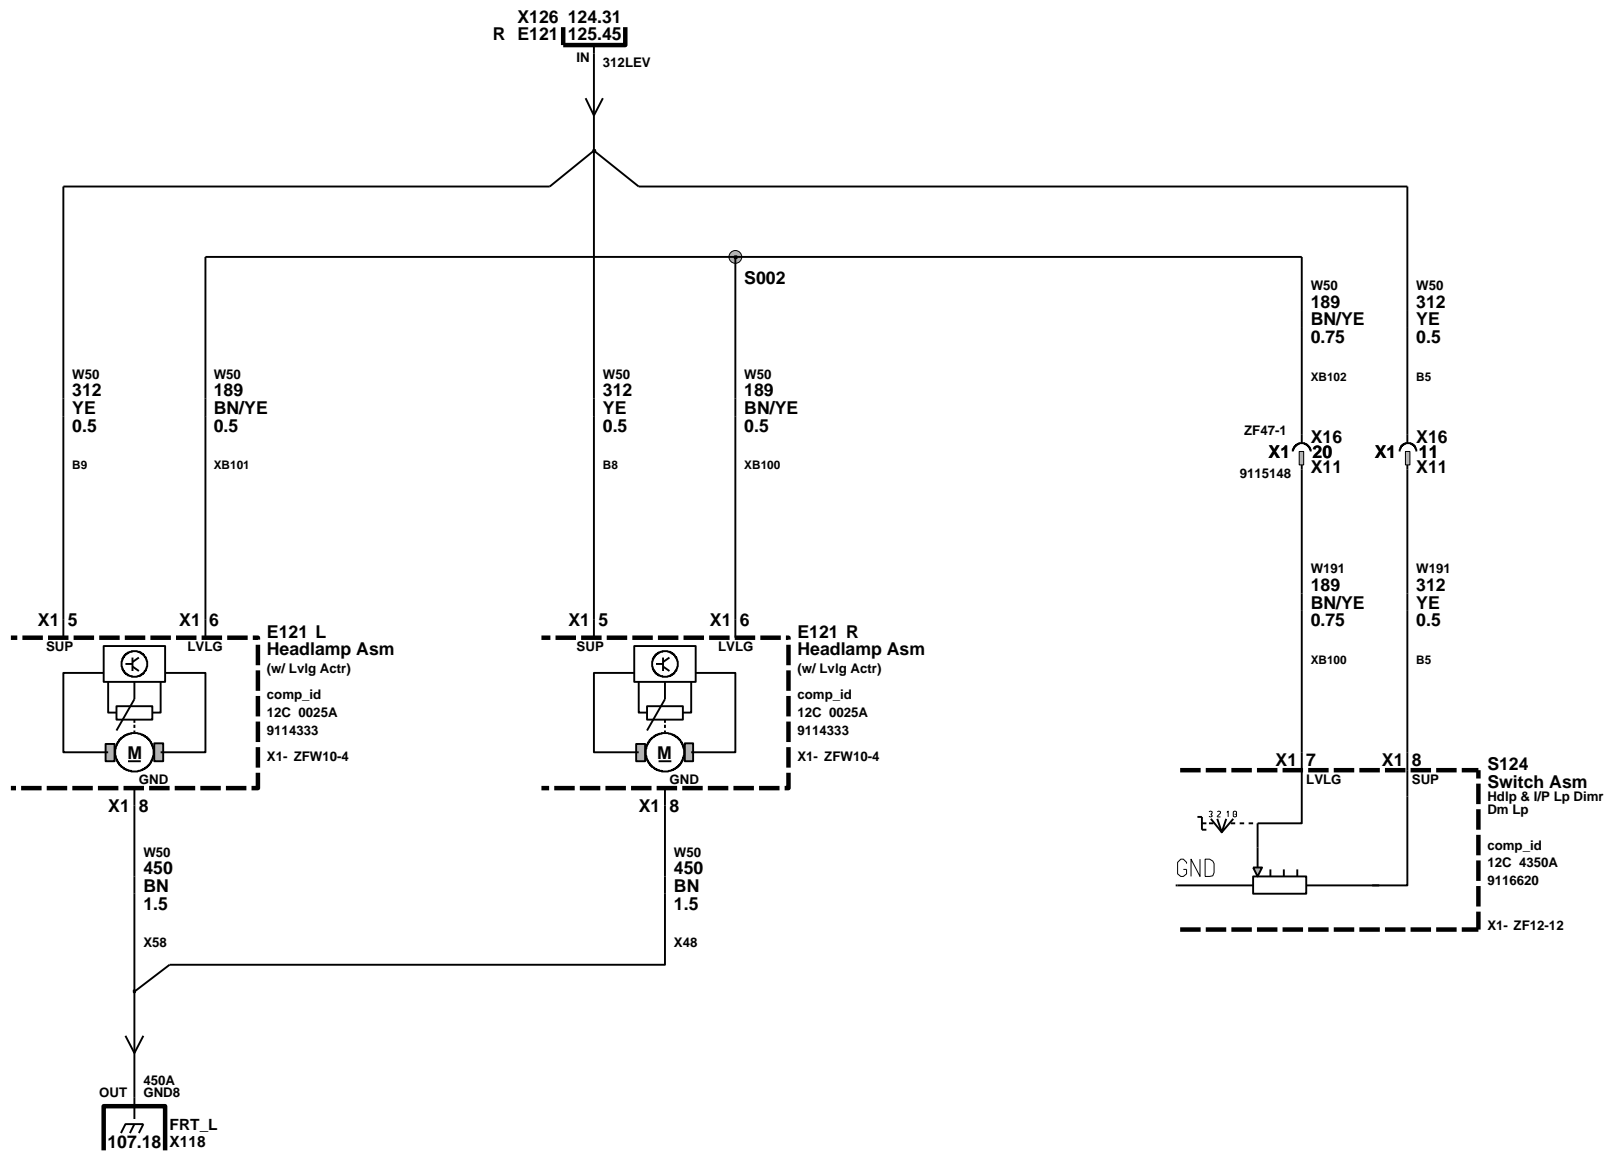 X126 124.31
R E121 125.45
IN 312LEV
S002
W50
312
YE
0.5
B9
W50
189
BN/YE
0.5
XB101
W50
312
YE
0.5
B8
W50
189
BN/YE
0.5
XB100
W50
189
BN/YE
0.75
XB102
W50
312
YE
0.5
B5
ZF47-1
X1
9115148
X16
20
X11
X1
X16
11
X11
W191
189
BN/YE
0.75
XB100
W191
312
YE
0.5
B5
X1 5
SUP
X1 6
LVLG
M
GND
X1 8
E121 L
Headlamp Asm
(w/ Lvlg Actr)
comp_id
12C 0025A
9114333
X1- ZFW10-4
X1 5
SUP
X1 6
LVLG
M
GND
X1 8
E121 R
Headlamp Asm
(w/ Lvlg Actr)
comp_id
12C 0025A
9114333
X1- ZFW10-4
X1 7
LVLG
X1 8
SUP
3 2 1 0
GND
S124
Switch Asm
Hdlp & I/P Lp Dimr
Dm Lp
comp_id
12C 4350A
9116620
X1- ZF12-12
W50
450
BN
1.5
X58
W50
450
BN
1.5
X48
450A
OUT GND8
FRT_L
107.18 X118